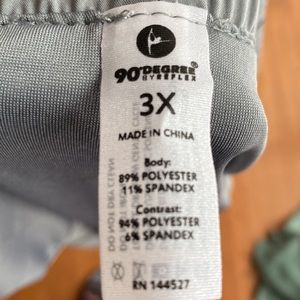 90°DEGREE
BY REFLEX
3X
MADE IN CHINA
Body:
89% POLYESTER
11% SPANDEX
Contrast:
94% POLYESTER
6% SPANDEX
RN 144527